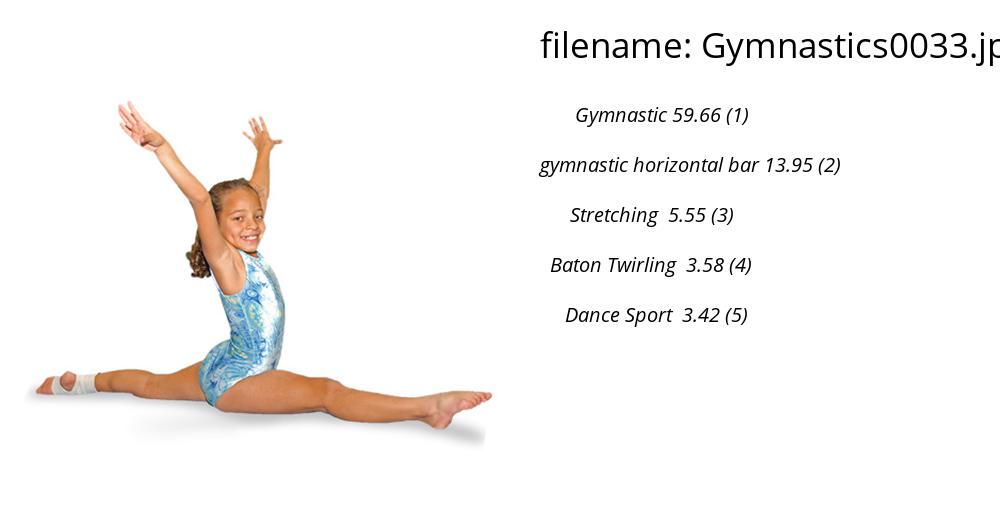 filename: Gymnastics0033.jp
Gymnastic 59.66 (1)
gymnastic horizontal bar 13.95 (2)
Stretching 5.55 (3)
Baton Twirling 3.58 (4)
Dance Sport 3.42 (5)